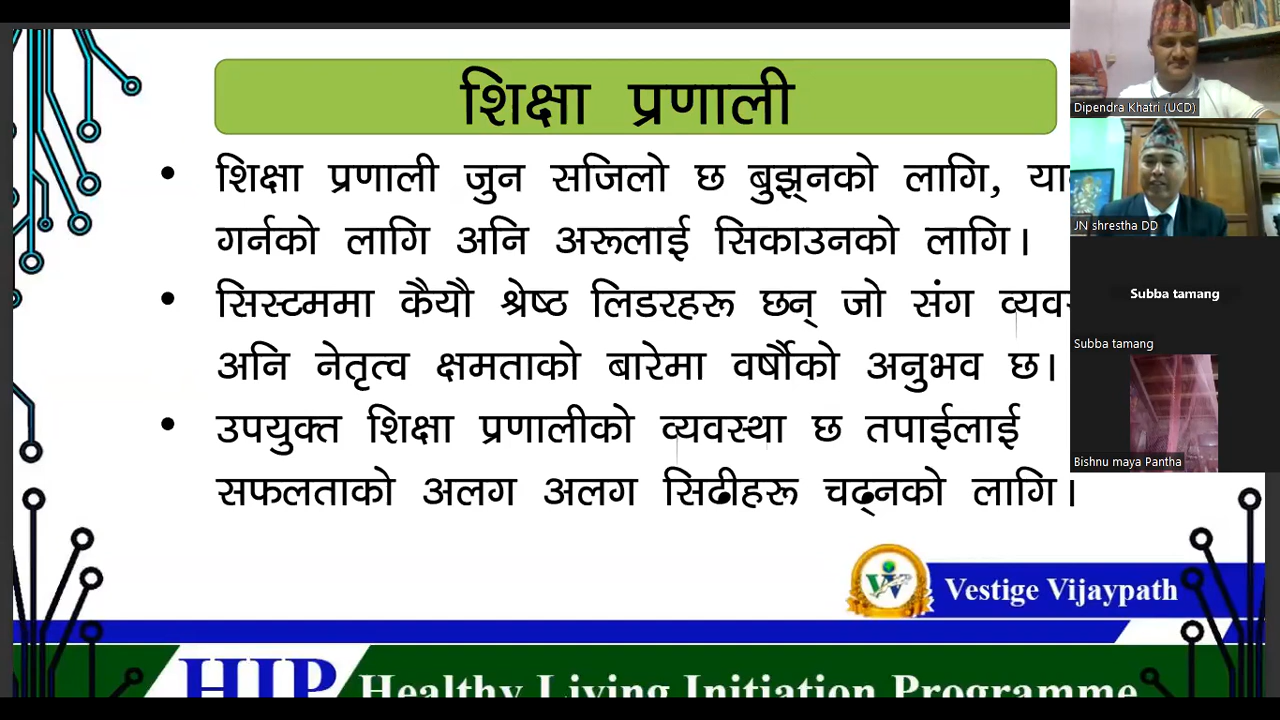 शिक्षा प्रणाली
• शिक्षा प्रणाली जुन सजिलो छ बुझ्नको लागि,
गर्नको लागि अनि अरूलाई सिकाउनको लागि।
• सिस्टममा कैयौ श्रेष्ठ लिडरहरू छन् जो संग
अनि नेतृत्व क्षमताको बारेमा वर्षौको अनुभव छ।
• उपयुक्त शिक्षा प्रणालीको व्यवस्था छ तपाईलाई
सफलताको अलग अलग सिढीहरू चढ्नको लागि।
Vestige Vijaypath
HIP Healthy Living Initiation Programme
Dipendra Khatri (UCD)
JN shrestha DD
Subba tamang
Subba tamang
Bishnu maya Pantha